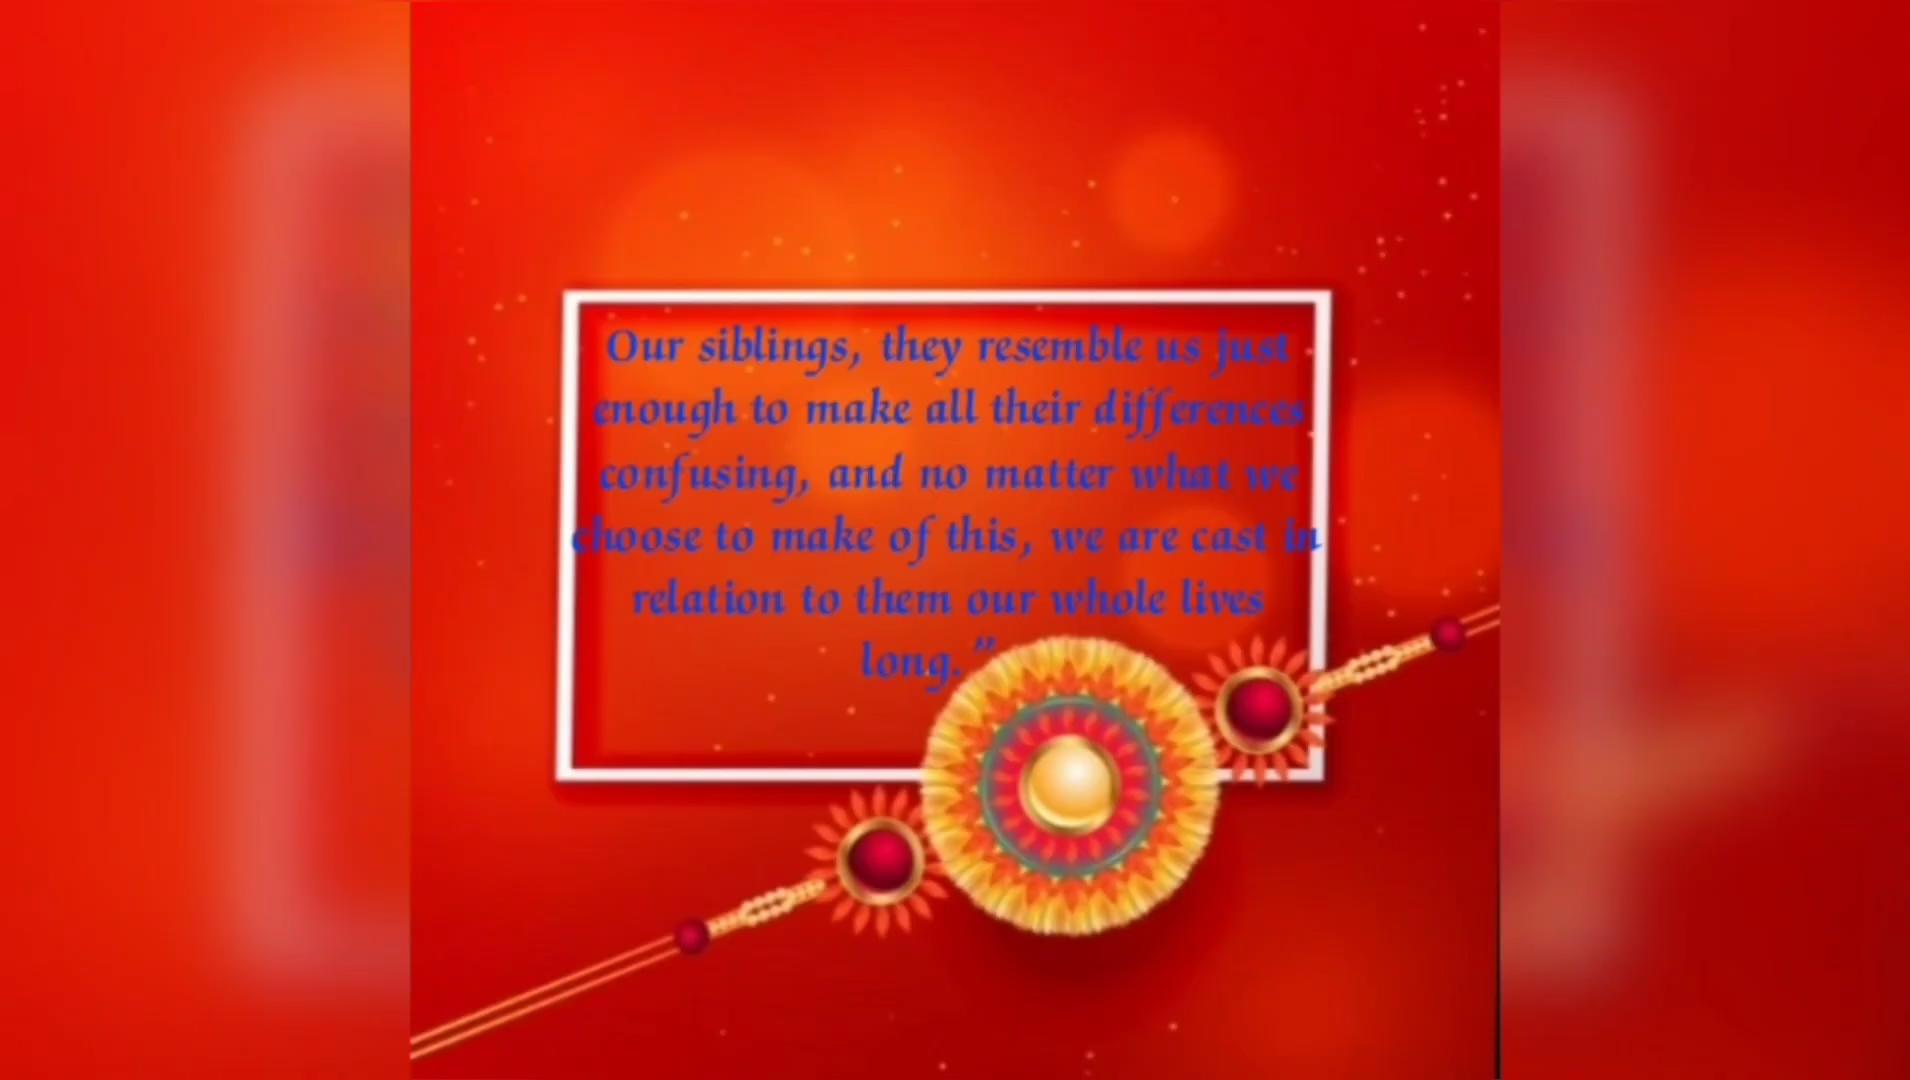 Our siblings, they resemble us just
enough to make all their differences
confusing, and no matter what we
choose to make of this, we are cast in
relation to them our whole lives
long.”